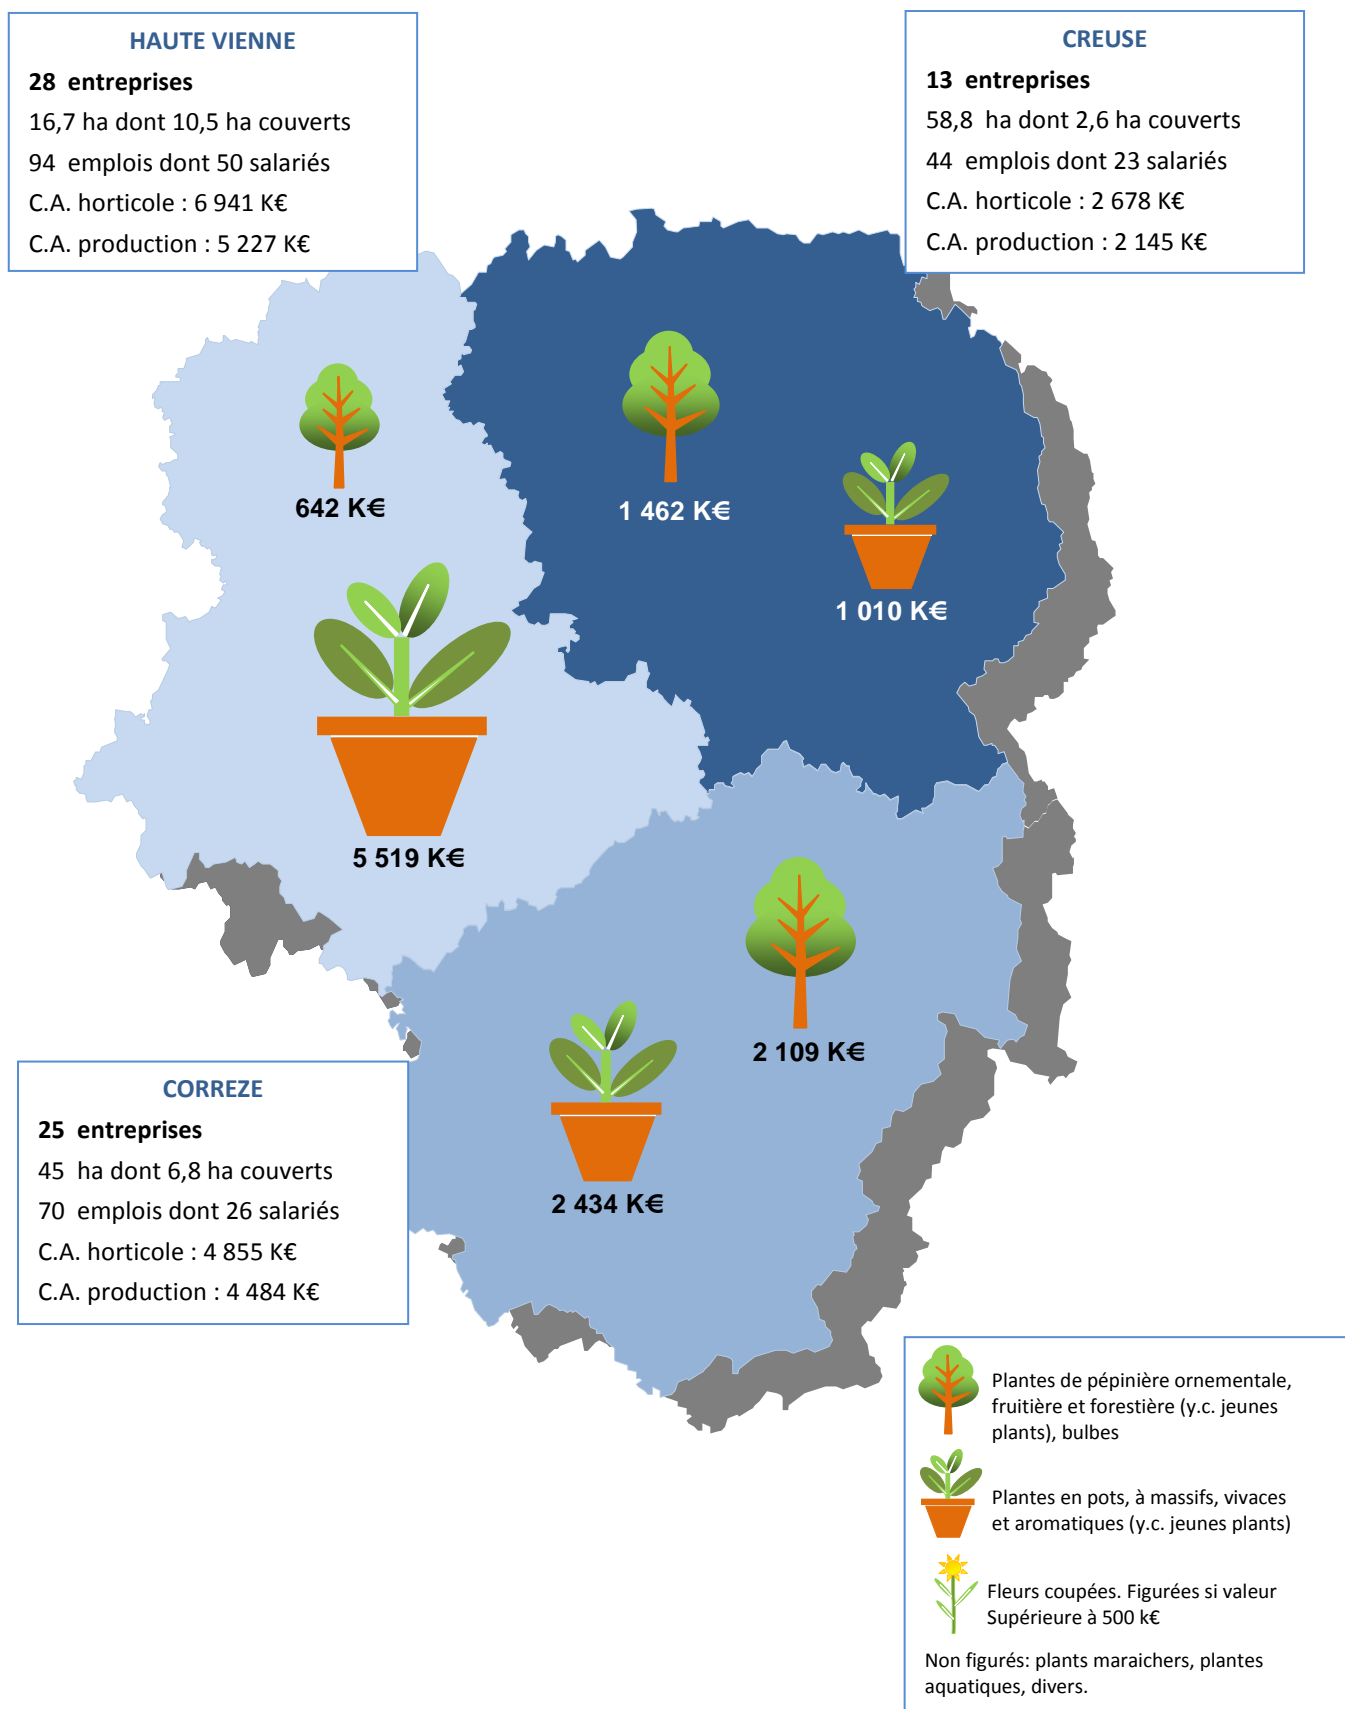 HAUTE VIENNE
28 entreprises
16,7 ha dont 10,5 ha couverts
94 emplois dont 50 salariés
C.A. horticole : 6 941 K€
C.A. production : 5 227 K€
CREUSE
13 entreprises
58,8 ha dont 2,6 ha couverts
44 emplois dont 23 salariés
C.A. horticole : 2 678 K€
C.A. production : 2 145 K€
642 K€
1 462 K€
1 010 K€
5 519 K€
2 109 K€
2 434 K€
CORREZE
25 entreprises
45 ha dont 6,8 ha couverts
70 emplois dont 26 salariés
C.A. horticole : 4 855 K€
C.A. production : 4 484 K€
Plantes de pépinière ornementale,
fruitière et forestière (y.c. jeunes
plants), bulbes
Plantes en pots, à massifs, vivaces
et aromatiques (y.c. jeunes plants)
Fleurs coupées. Figurées si valeur
Supérieure à 500 k€
Non figurés: plants maraichers, plantes
aquatiques, divers.